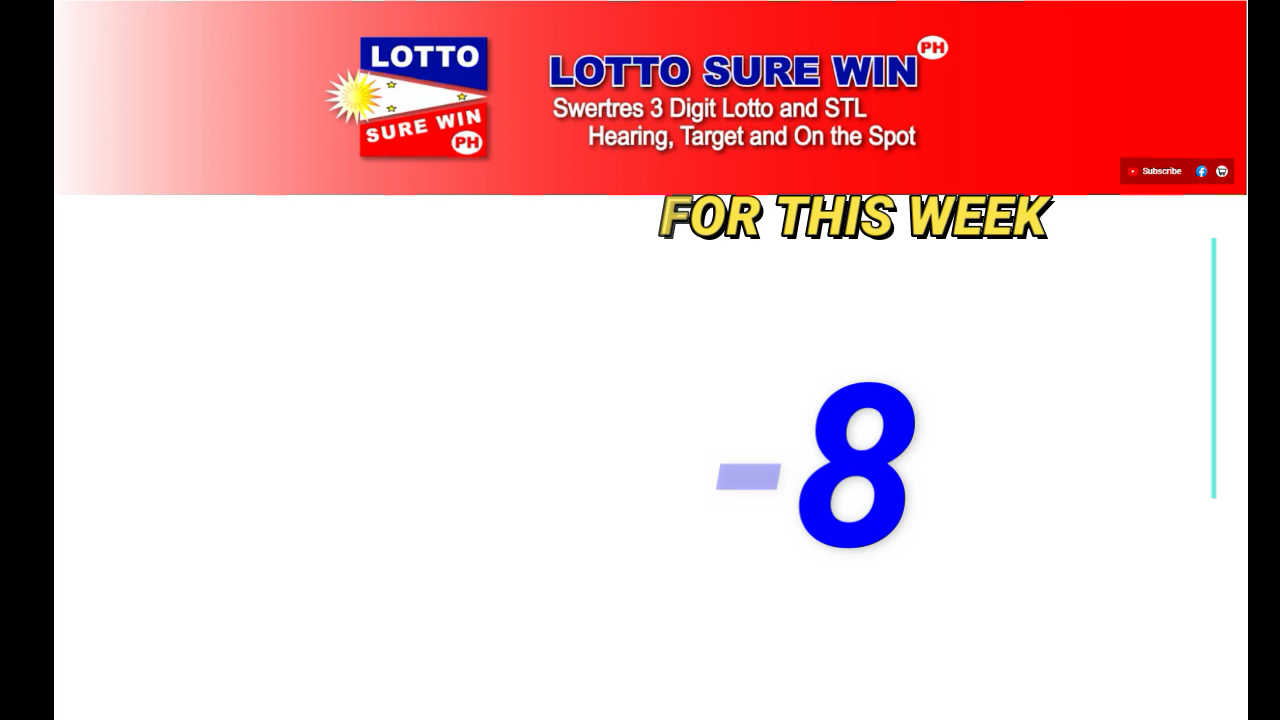 LOTTO
SURE WIN
PH
LOTTO SURE WIN PH
Swertres 3 Digit Lotto and STL
Hearing, Target and On the Spot
Subscribe
FOR THIS WEEK
-8